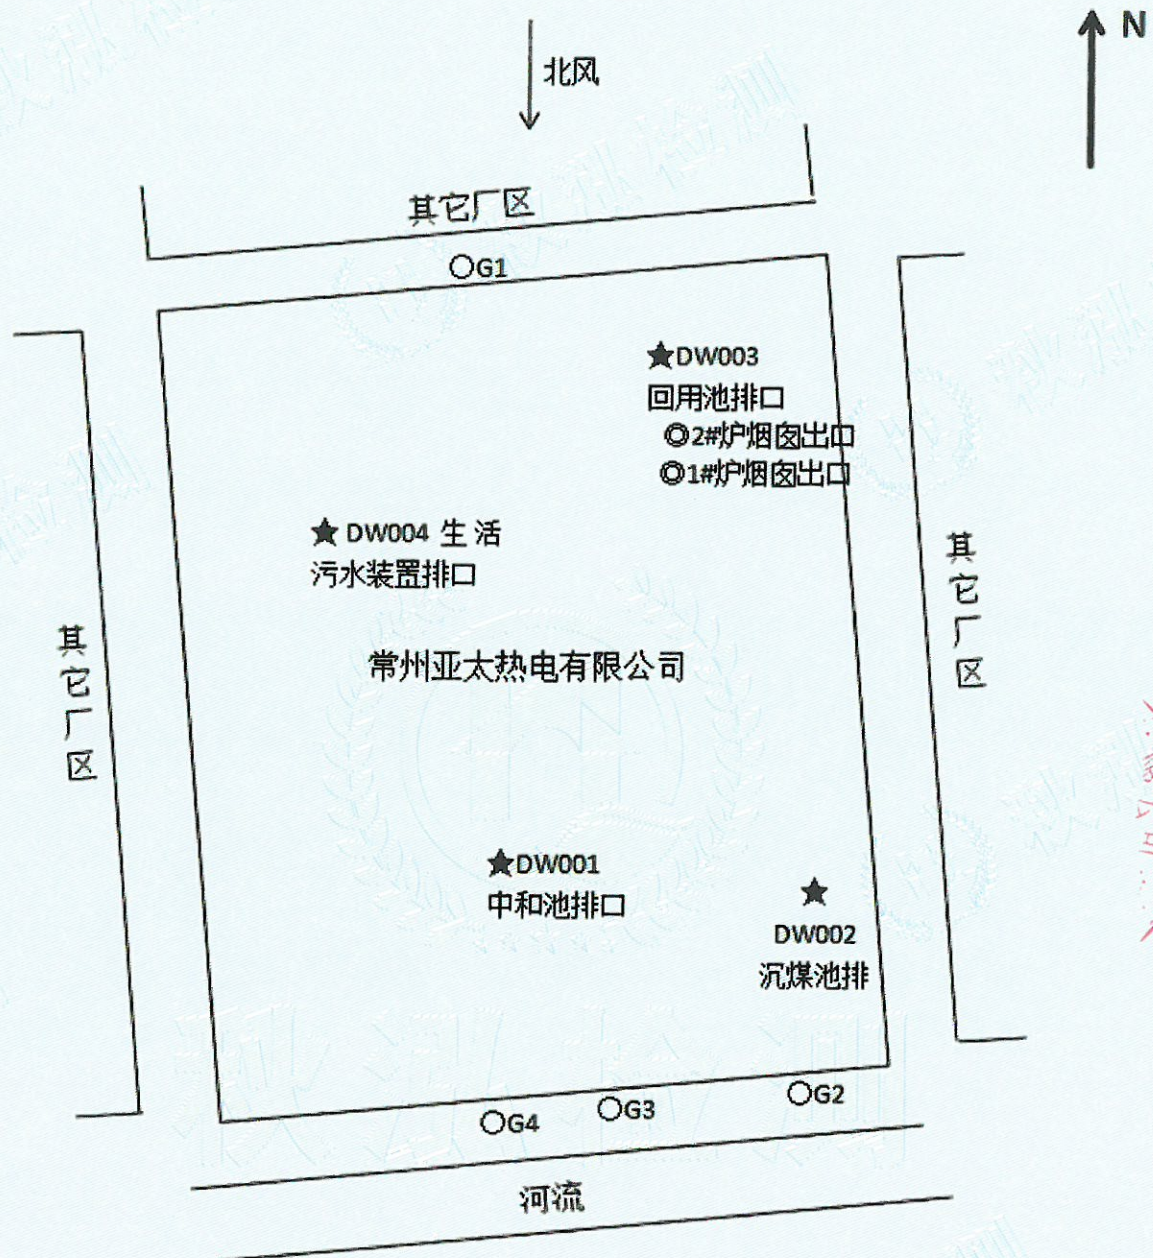 N
北风
其它厂区
G1
DW003
回用池排口
2#炉烟囱出口
1#炉烟囱出口
DW004 生活
污水装置排口
其它厂区
其它厂区
常州亚太热电有限公司
DW001
中和池排口
DW002
沉煤池排
G2
G3
G4
河流